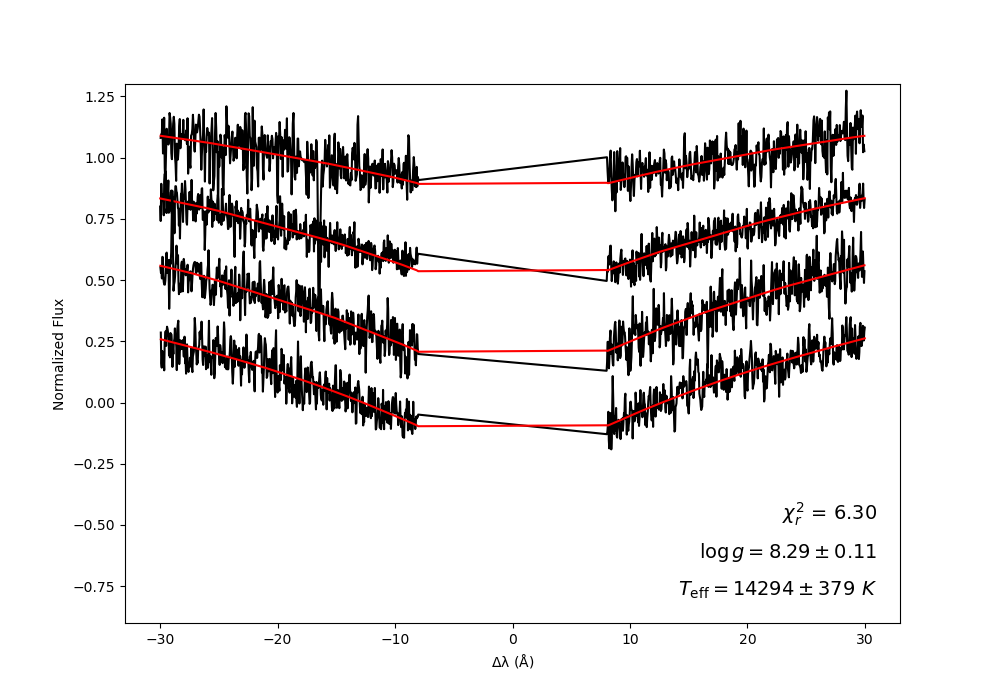 1.25
1.00
0.75
0.50
0.25
0.00
−0.25
−0.50
−0.75
Normalized Flux
χ²ᵣ = 6.30
log g = 8.29 ± 0.11
T_eff = 14294 ± 379 K
−30 −20 −10 0 10 20 30
Δλ (Å)